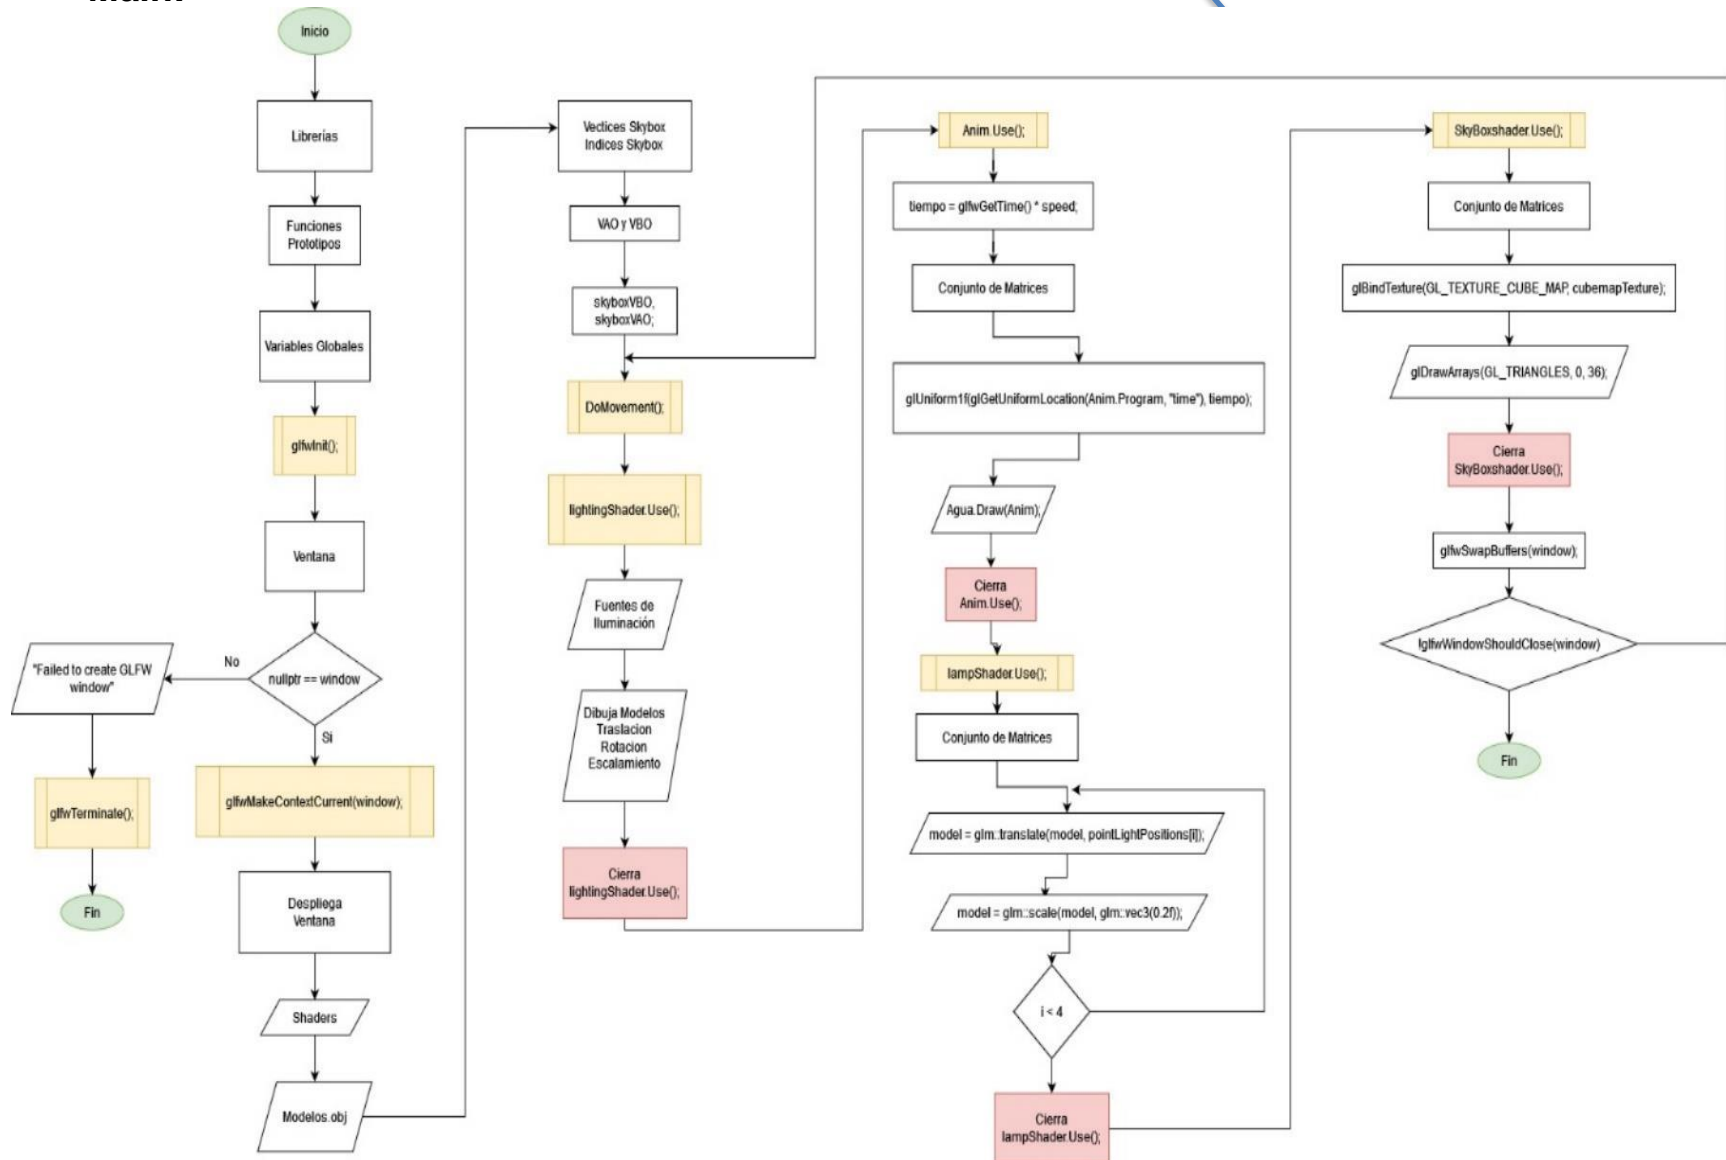 Inicio
Librerías
Funciones
Prototipos
Variables Globales
glfwInit();
Ventana
nullptr == window
No
Si
"Failed to create GLFW
window"
glfwTerminate();
Fin
glfwMakeContextCurrent(window);
Despliega
Ventana
Shaders
Modelos.obj
Vectices Skybox
Indices Skybox
VAO y VBO
skyboxVBO,
skyboxVAO;
DoMovement();
lightingShader.Use();
Fuentes de
Iluminación
Dibuja Modelos
Traslacion
Rotacion
Escalamiento
Cierra
lightingShader.Use();
Anim.Use();
tiempo = glfwGetTime() * speed;
Conjunto de Matrices
glUniform1f(glGetUniformLocation(Anim.Program, "time"), tiempo);
Agua.Draw(Anim);
Cierra
Anim.Use();
lampShader.Use();
Conjunto de Matrices
model = glm::translate(model, pointLightPositions[i]);
model = glm::scale(model, glm::vec3(0.2f));
i < 4
Cierra
lampShader.Use();
SkyBoxshader.Use();
Conjunto de Matrices
glBindTexture(GL_TEXTURE_CUBE_MAP, cubemapTexture);
glDrawArrays(GL_TRIANGLES, 0, 36);
Cierra
SkyBoxshader.Use();
glfwSwapBuffers(window);
!glfwWindowShouldClose(window)
Fin